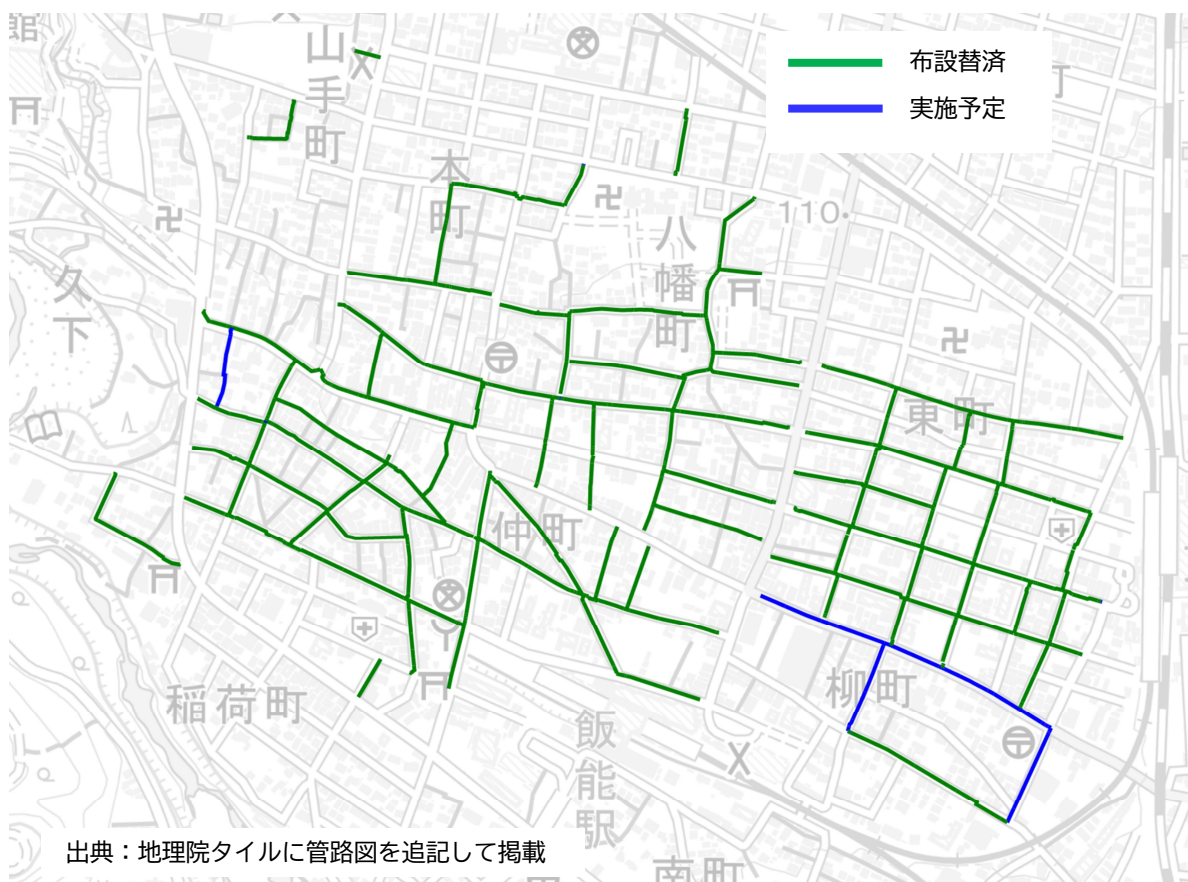 館
山手町
布設替済
町
実施予定
本町
八幡町
110.
久下
東町
仲町
柳町
稲荷町
飯能駅
出典：地理院タイルに管路図を追記して掲載
南町